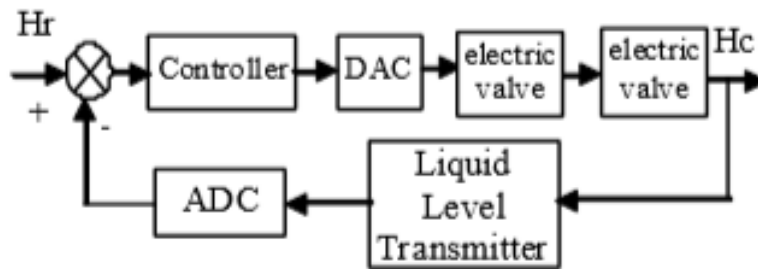 Hr
Hc
Controller
DAC
electric
valve
electric
valve
+
-
ADC
Liquid
Level
Transmitter